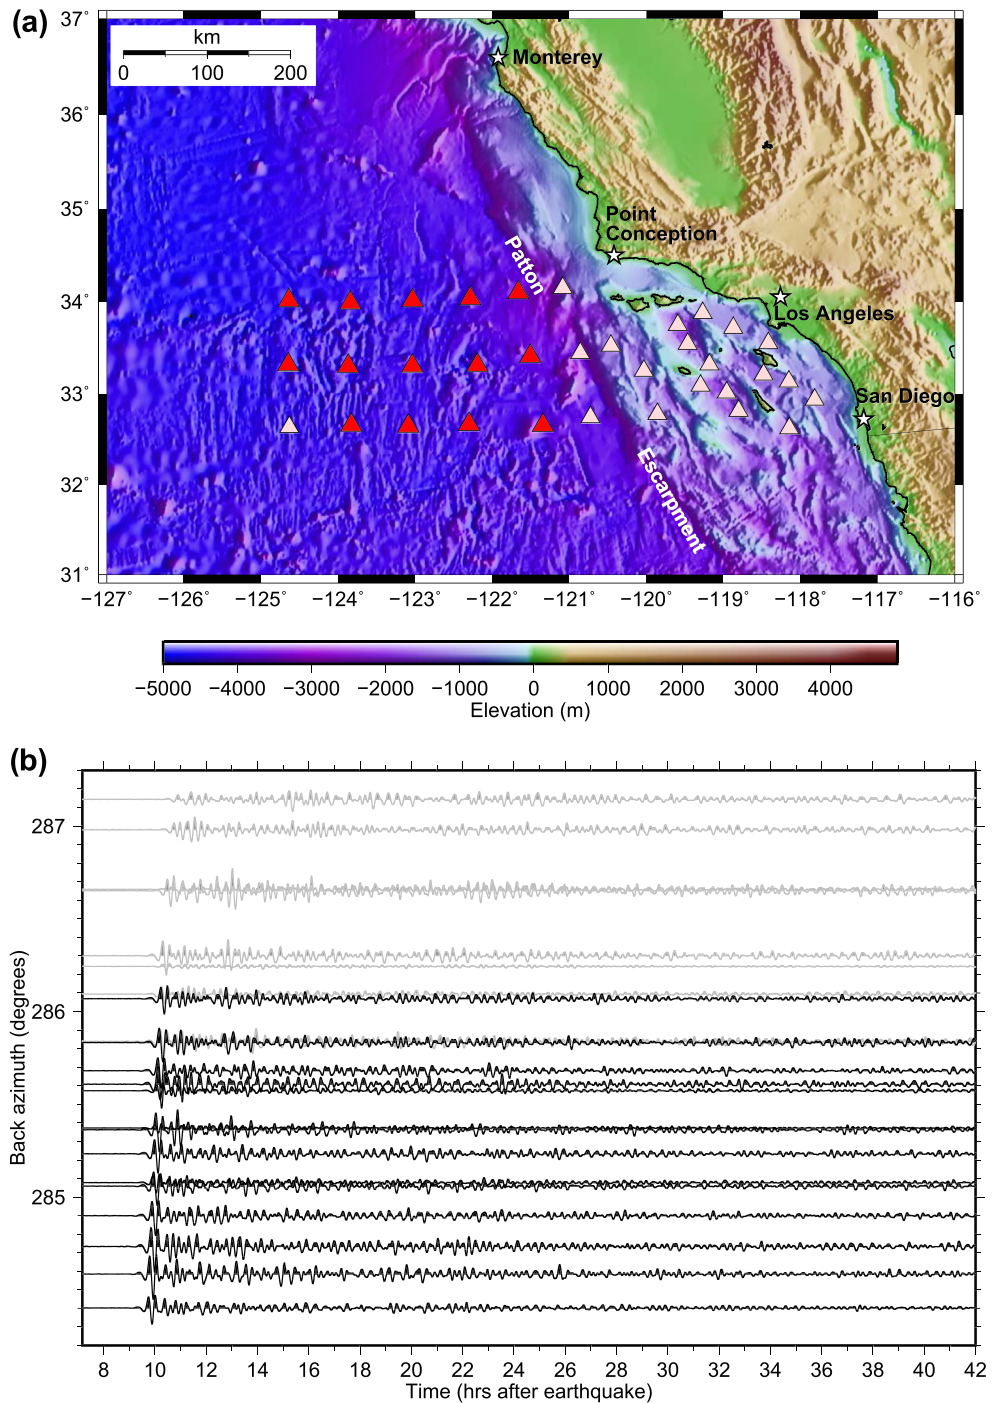 (a)
km
0 100 200
37°
36°
35°
34°
33°
32°
31°
Monterey
Point
Conception
Patton
Los Angeles
San Diego
Escarpment
−127° −126° −125° −124° −123° −122° −121° −120° −119° −118° −117° −116°
−5000 −4000 −3000 −2000 −1000 0 1000 2000 3000 4000
Elevation (m)
(b)
287
286
285
Back azimuth (degrees)
8 10 12 14 16 18 20 22 24 26 28 30 32 34 36 38 40 42
Time (hrs after earthquake)